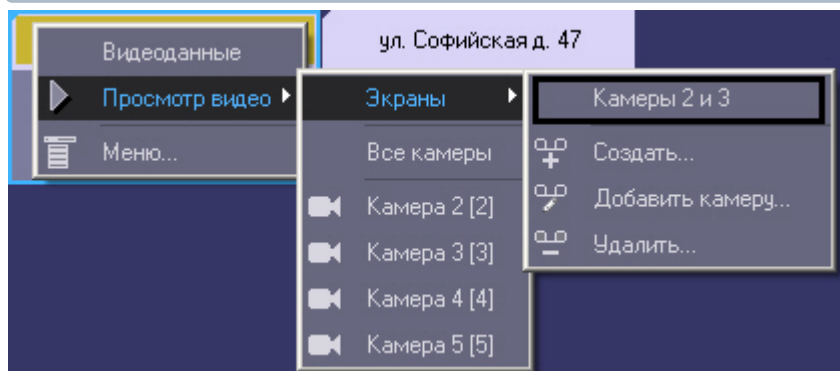 ул. Софийская д. 47
Видеоданные
Просмотр видео
Меню...
Экраны
Все камеры
Камера 2 [2]
Камера 3 [3]
Камера 4 [4]
Камера 5 [5]
Камеры 2 и 3
Создать...
Добавить камеру...
Удалить...